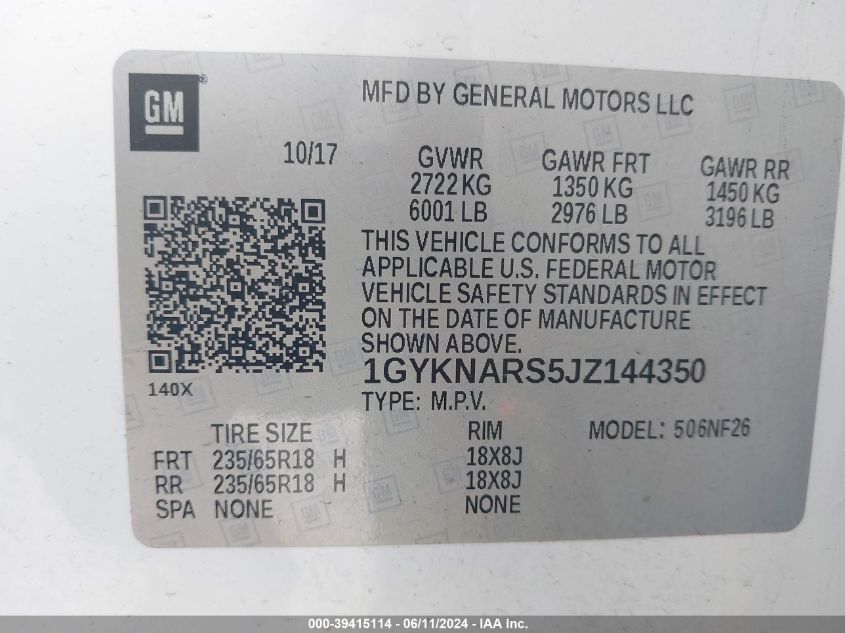 GM®
MFD BY GENERAL MOTORS LLC
10/17
GVWR GAWR FRT GAWR RR
2722 KG 1350 KG 1450 KG
6001 LB 2976 LB 3196 LB
THIS VEHICLE CONFORMS TO ALL
APPLICABLE U.S. FEDERAL MOTOR
VEHICLE SAFETY STANDARDS IN EFFECT
ON THE DATE OF MANUFACTURE
SHOWN ABOVE.
1GYKNARS5JZ144350
140X
TYPE: M.P.V.
TIRE SIZE RIM MODEL: 506NF26
FRT 235/65R18 H 18X8J
RR 235/65R18 H 18X8J
SPA NONE NONE
000-39415114 - 06/11/2024 - IAA Inc.